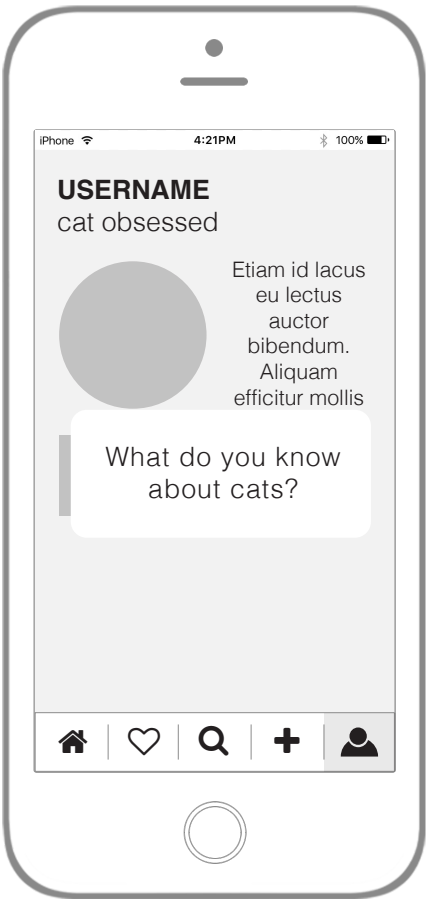 iPhone 4:21PM 100%
USERNAME
cat obsessed
Etiam id lacus
eu lectus
auctor
bibendum.
Aliquam
efficitur mollis
What do you know
about cats?